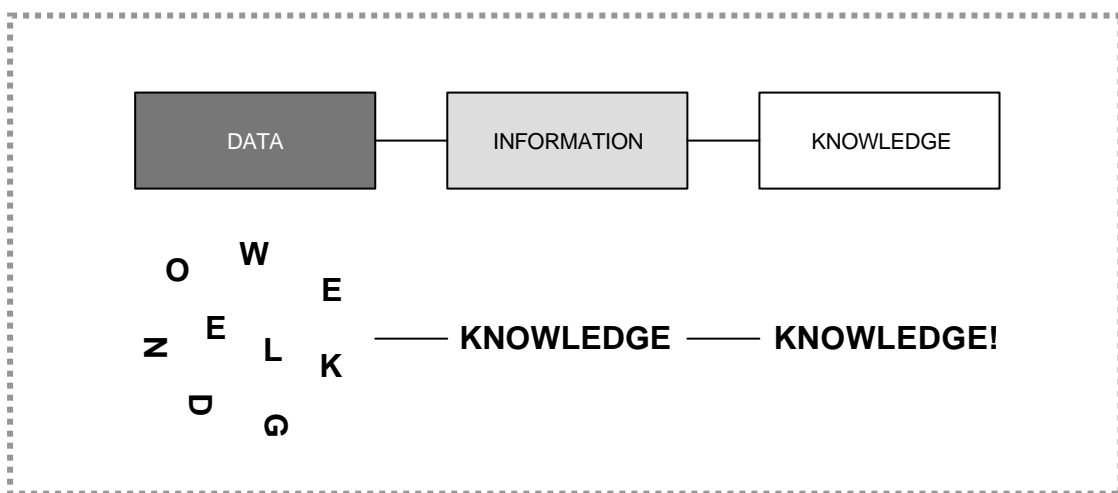 DATA
INFORMATION
KNOWLEDGE
W
O
E
E
N
L
K
D
G
KNOWLEDGE
KNOWLEDGE!